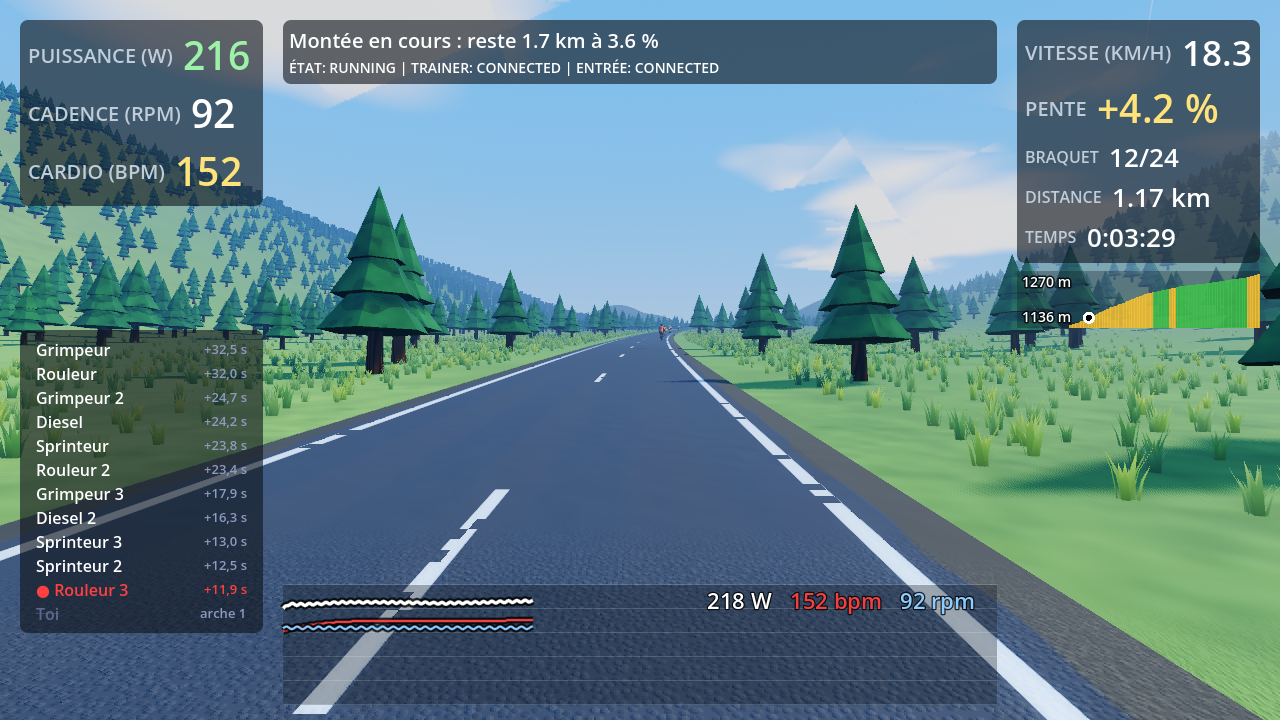 PUISSANCE (W) 216
CADENCE (RPM) 92
CARDIO (BPM) 152
Montée en cours : reste 1.7 km à 3.6 %
ÉTAT: RUNNING | TRAINER: CONNECTED | ENTRÉE: CONNECTED
VITESSE (KM/H) 18.3
PENTE +4.2 %
BRAQUET 12/24
DISTANCE 1.17 km
TEMPS 0:03:29
1270 m
1136 m
Grimpeur +32,5 s
Rouleur +32,0 s
Grimpeur 2 +24,7 s
Diesel +24,2 s
Sprinteur +23,8 s
Rouleur 2 +23,4 s
Grimpeur 3 +17,9 s
Diesel 2 +16,3 s
Sprinteur 3 +13,0 s
Sprinteur 2 +12,5 s
Rouleur 3 +11,9 s
Toi arche 1
218 W 152 bpm 92 rpm